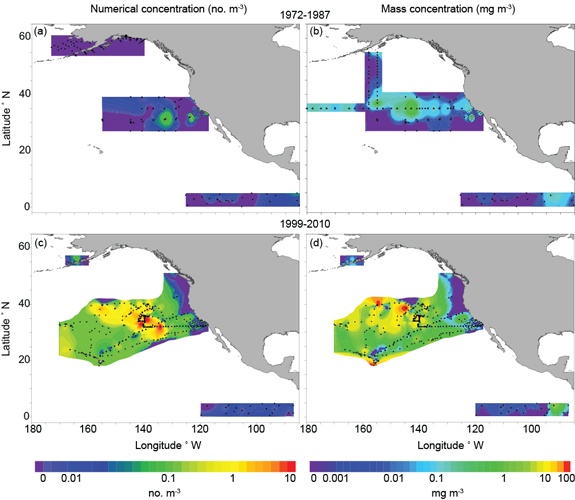 Numerical concentration (no. m-3)
1972-1987
Mass concentration (mg m-3)
(a)
(b)
60
40
20
0
Latitude ° N
1999-2010
(c)
(d)
60
40
20
0
Latitude ° N
180 160 140 120 100
180 160 140 120 100
Longitude ° W
Longitude ° W
0 0.01 0.1 1 10
0 0.001 0.01 0.1 1 10 100
no. m-3
mg m-3